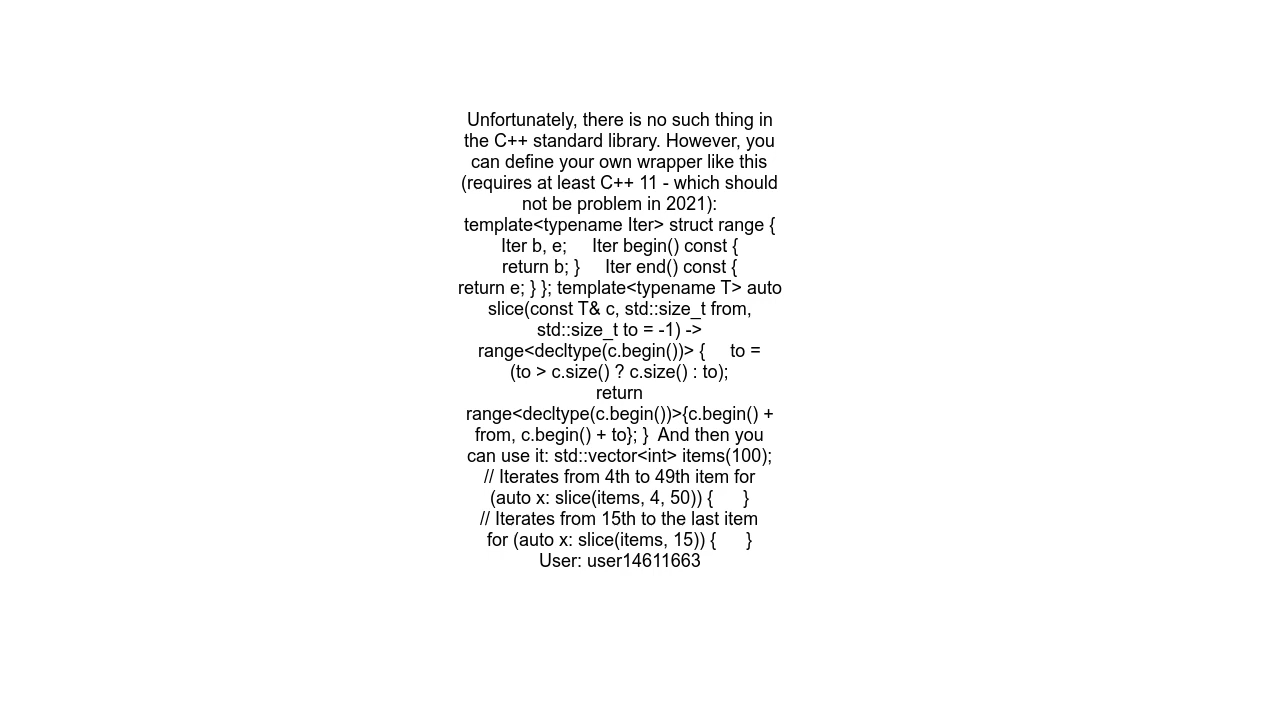 Unfortunately, there is no such thing in
the C++ standard library. However, you
can define your own wrapper like this
(requires at least C++ 11 - which should
not be problem in 2021):
template<typename Iter> struct range {
Iter b, e;     Iter begin() const {
return b; }     Iter end() const {
return e; } }; template<typename T> auto
slice(const T& c, std::size_t from,
std::size_t to = -1) ->
range<decltype(c.begin())> {     to =
(to > c.size() ? c.size() : to);
return
range<decltype(c.begin())>{c.begin() +
from, c.begin() + to}; }  And then you
can use it: std::vector<int> items(100);
// Iterates from 4th to 49th item for
(auto x: slice(items, 4, 50)) {      }
// Iterates from 15th to the last item
for (auto x: slice(items, 15)) {      }
User: user14611663